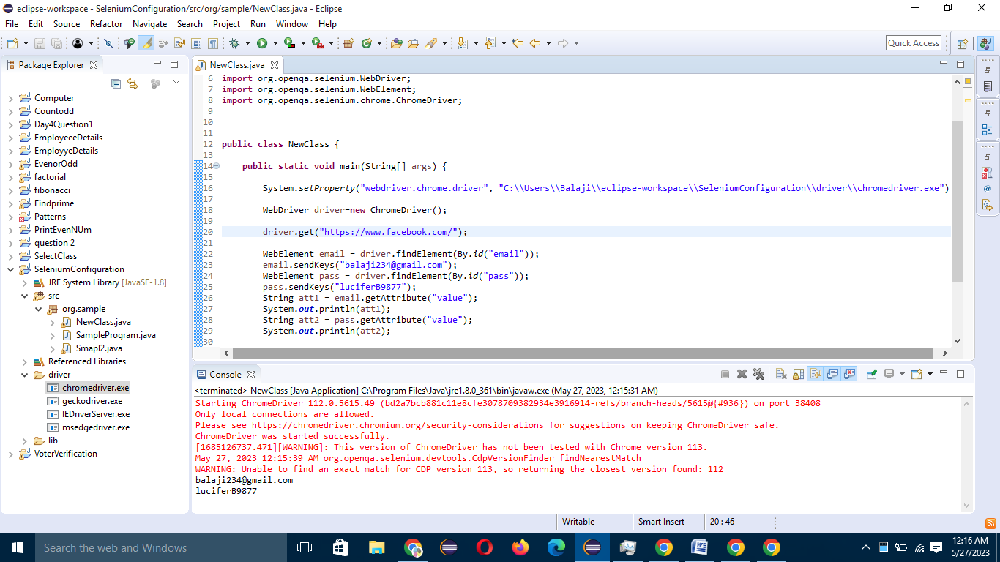 eclipse-workspace - SeleniumConfiguration/src/org/sample/NewClass.java - Eclipse
File Edit Source Refactor Navigate Search Project Run Window Help
Quick Access
Package Explorer
Computer
Countodd
Day4Question1
EmployeeeDetails
EmployyeDetails
EvenorOdd
factorial
fibonacci
Findprime
Patterns
PrintEvenNUm
question 2
SelectClass
SeleniumConfiguration
JRE System Library [JavaSE-1.8]
src
org.sample
NewClass.java
SampleProgram.java
Smapl2.java
Referenced Libraries
driver
chromedriver.exe
geckodriver.exe
IEDriverServer.exe
msedgedriver.exe
lib
VoterVerification
NewClass.java
6 import org.openqa.selenium.WebDriver;
7 import org.openqa.selenium.WebElement;
8 import org.openqa.selenium.chrome.ChromeDriver;
9
10
11
12 public class NewClass {
13
14 public static void main(String[] args) {
15
16 System.setProperty("webdriver.chrome.driver", "C:\\Users\\Balaji\\eclipse-workspace\\SeleniumConfiguration\\driver\\chromedriver.exe")
17
18 WebDriver driver=new ChromeDriver();
19
20 driver.get("https://www.facebook.com/");
21
22 WebElement email = driver.findElement(By.id("email"));
23 email.sendKeys("balaji234@gmail.com");
24 WebElement pass = driver.findElement(By.id("pass"));
25 pass.sendKeys("luciferB9877");
26 String att1 = email.getAttribute("value");
27 System.out.println(att1);
28 String att2 = pass.getAttribute("value");
29 System.out.println(att2);
30
Console
<terminated> NewClass [Java Application] C:\Program Files\Java\jre1.8.0_361\bin\javaw.exe (May 27, 2023, 12:15:31 AM)
Starting ChromeDriver 112.0.5615.49 (bd2a7bcb881c11e8cfe3078709382934e3916914-refs/branch-heads/5615@{#936}) on port 38408
Only local connections are allowed.
Please see https://chromedriver.chromium.org/security-considerations for suggestions on keeping ChromeDriver safe.
ChromeDriver was started successfully.
[1685126737.471][WARNING]: This version of ChromeDriver has not been tested with Chrome version 113.
May 27, 2023 12:15:39 AM org.openqa.selenium.devtools.CdpVersionFinder findNearestMatch
WARNING: Unable to find an exact match for CDP version 113, so returning the closest version found: 112
balaji234@gmail.com
luciferB9877
Writable Smart Insert 20 : 46
Search the web and Windows
12:16 AM
5/27/2023